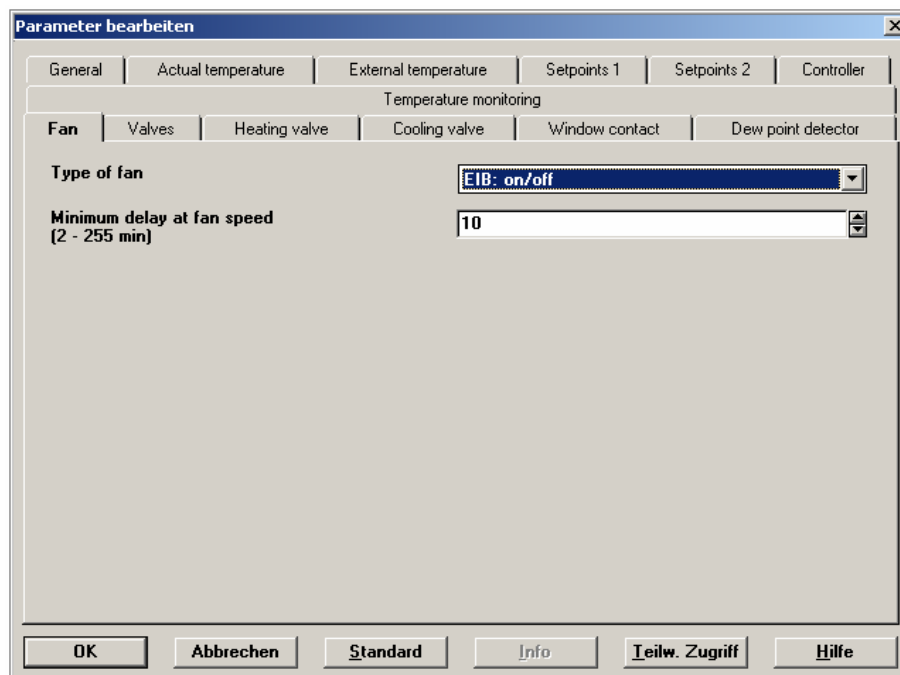 Parameter bearbeiten
General Actual temperature External temperature Setpoints 1 Setpoints 2 Controller
Temperature monitoring
Fan Valves Heating valve Cooling valve Window contact Dew point detector
Type of fan EIB: on/off
Minimum delay at fan speed 10
(2 - 255 min)
OK Abbrechen Standard Info Teilw. Zugriff Hilfe